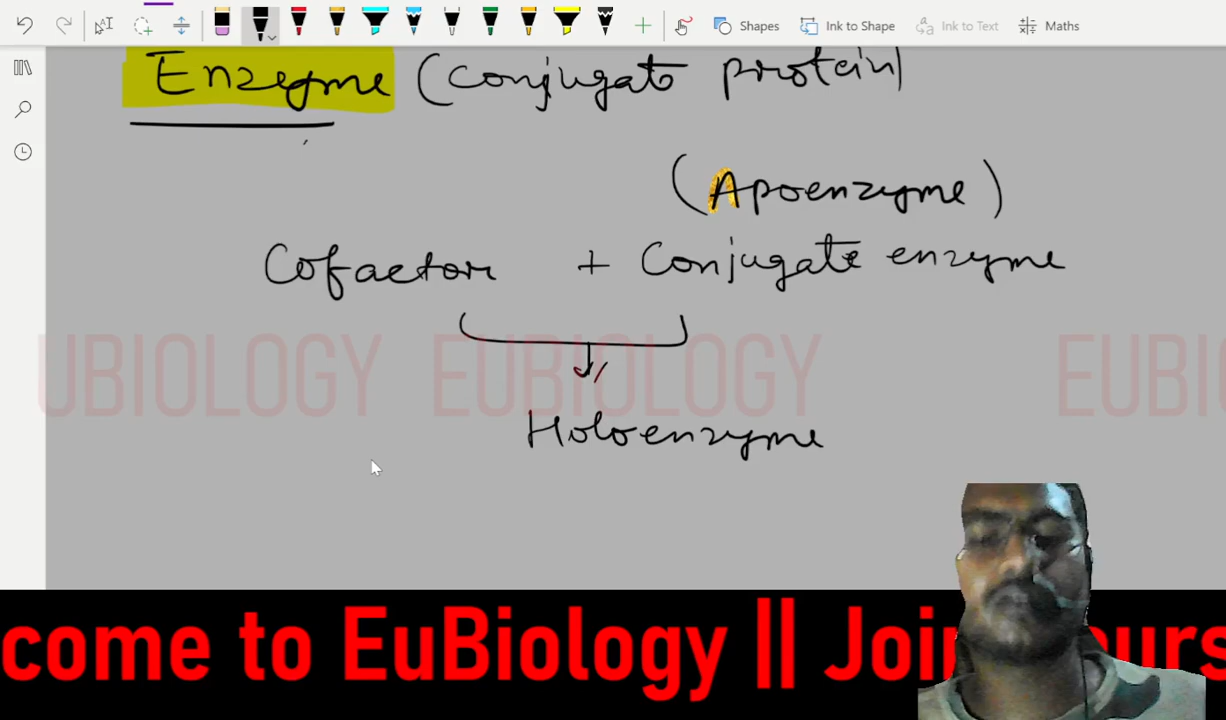 Shapes Ink to Shape Ink to Text Maths
Enzyme (Conjugate protein)
(Apoenzyme)
Cofactor + Conjugate enzyme
UBIOLOGY EUBIOLOGY EUBIO
Holoenzyme
come to EuBiology || Join